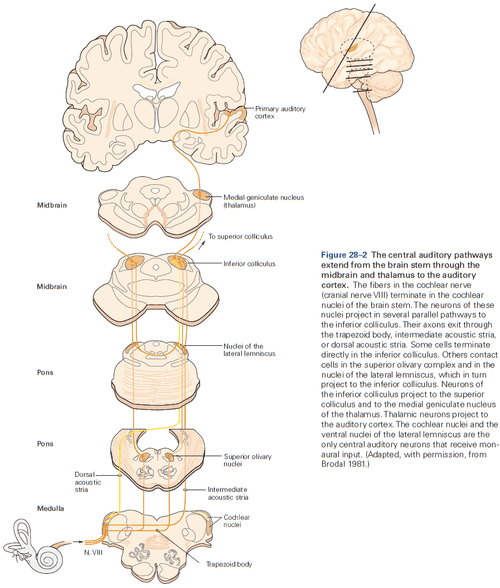 Primary auditory
cortex
Medial geniculate nucleus
(thalamus)
Midbrain
To superior colliculus
Inferior colliculus
Midbrain
Nuclei of the
lateral lemniscus
Pons
Pons
Superior olivary
nuclei
Dorsal
acoustic
stria
Intermediate
acoustic stria
Medulla
Cochlear
nuclei
N. VIII
Trapezoid body
Figure 28–2 The central auditory pathways
extend from the brain stem through the
midbrain and thalamus to the auditory
cortex. The fibers in the cochlear nerve
(cranial nerve VIII) terminate in the cochlear
nuclei of the brain stem. The neurons of these
nuclei project in several parallel pathways to
the inferior colliculus. Their axons exit through
the trapezoid body, intermediate acoustic stria,
or dorsal acoustic stria. Some cells terminate
directly in the inferior colliculus. Others contact
cells in the superior olivary complex and in the
nuclei of the lateral lemniscus, which in turn
project to the inferior colliculus. Neurons of
the inferior colliculus project to the superior
colliculus and to the medial geniculate nucleus
of the thalamus. Thalamic neurons project to
the auditory cortex. The cochlear nuclei and the
ventral nuclei of the lateral lemniscus are the
only central auditory neurons that receive mon-
aural input. (Adapted, with permission, from
Brodal 1981.)